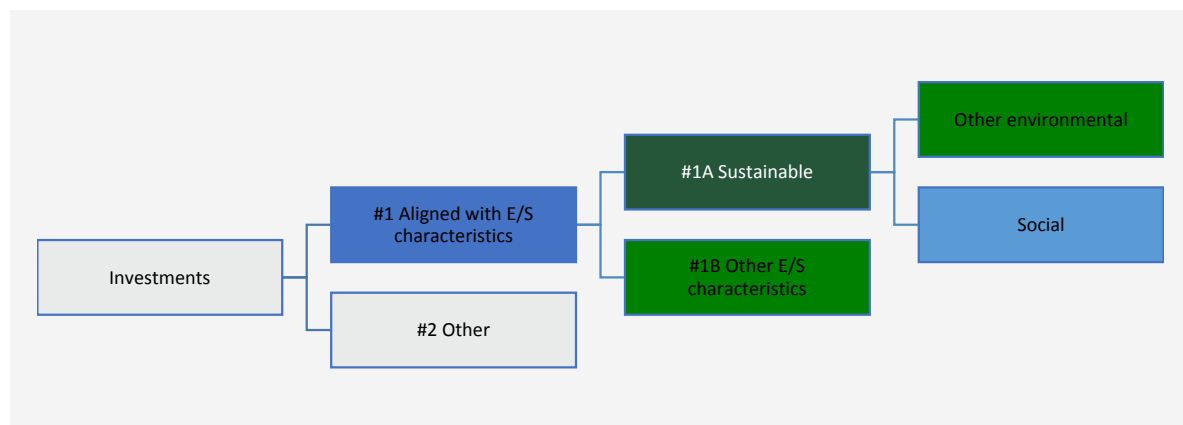 Investments
#1 Aligned with E/S
characteristics
#2 Other
#1A Sustainable
#1B Other E/S
characteristics
Other environmental
Social